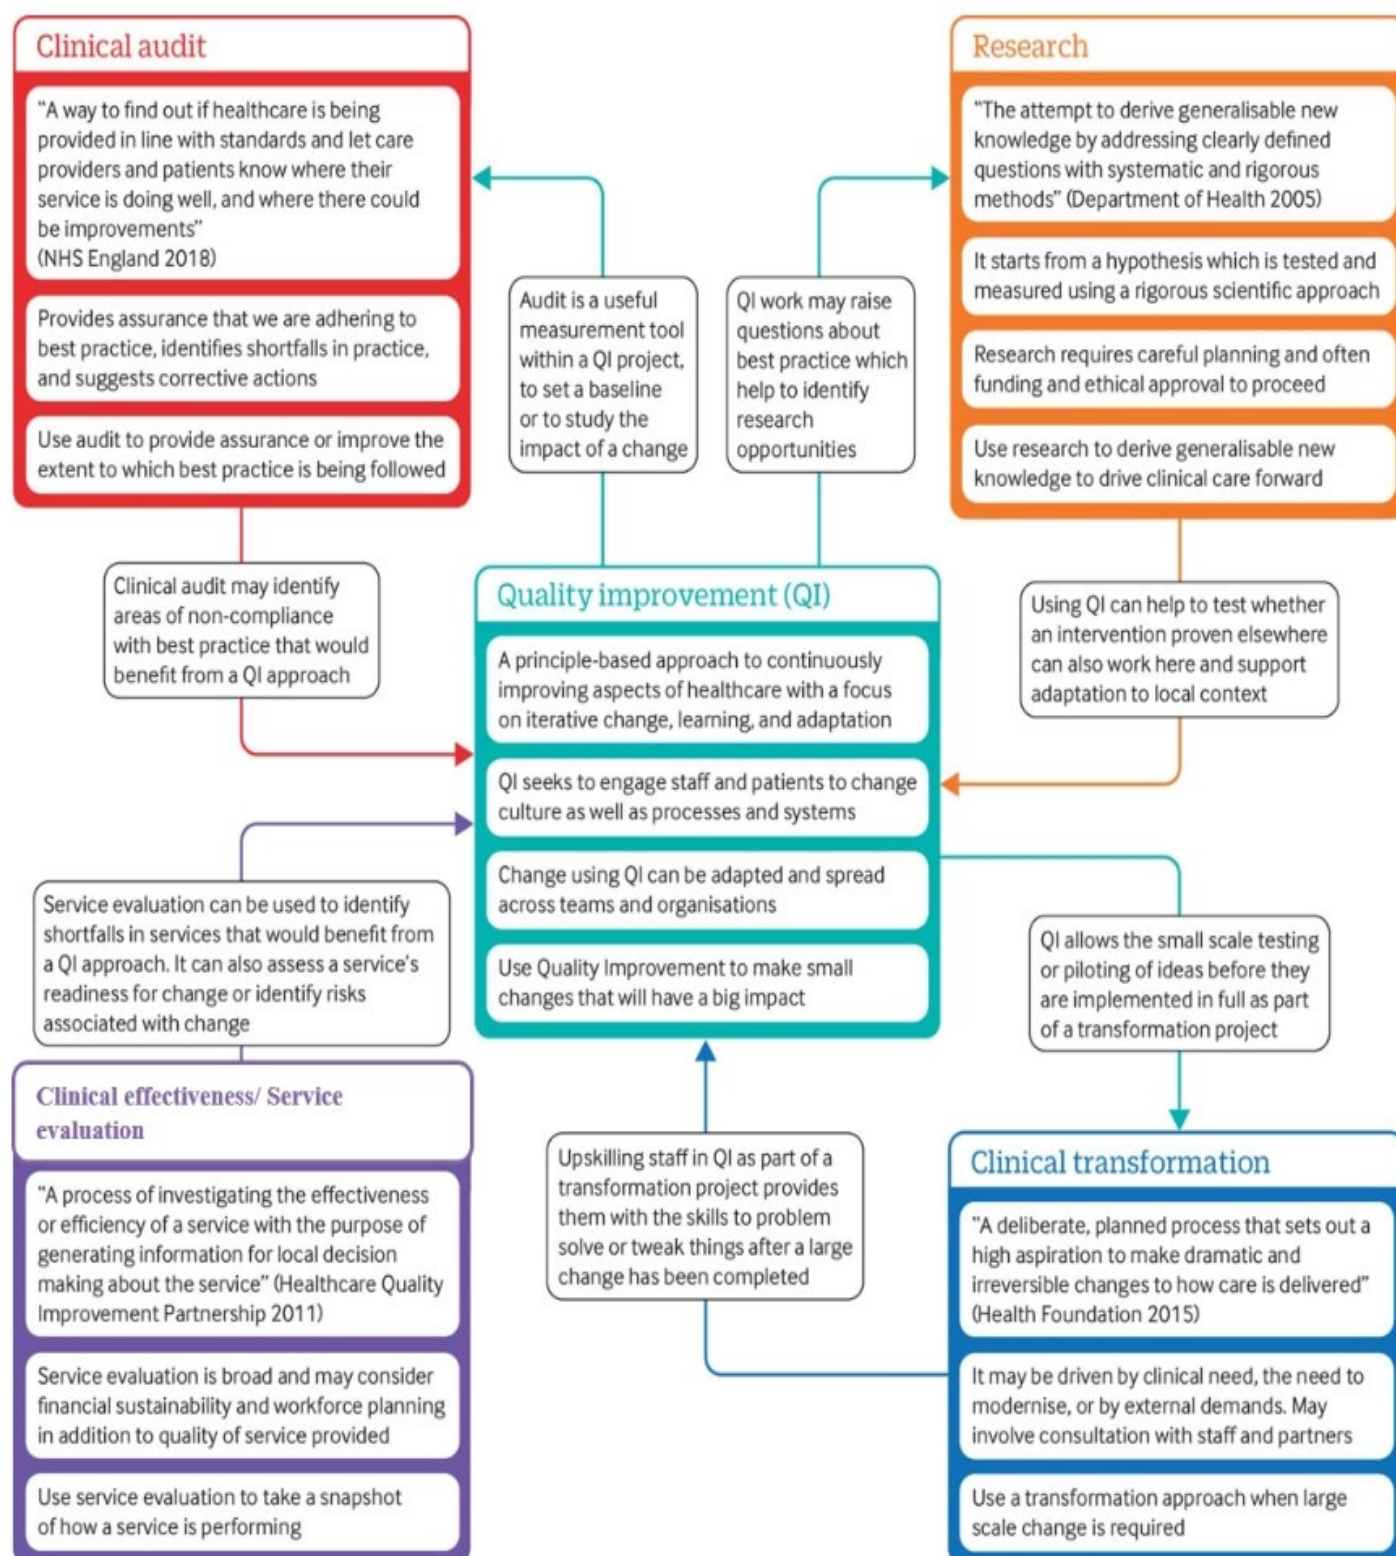 Clinical audit
"A way to find out if healthcare is being
provided in line with standards and let care
providers and patients know where their
service is doing well, and where there could
be improvements"
(NHS England 2018)
Provides assurance that we are adhering to
best practice, identifies shortfalls in practice,
and suggests corrective actions
Use audit to provide assurance or improve the
extent to which best practice is being followed
Research
"The attempt to derive generalisable new
knowledge by addressing clearly defined
questions with systematic and rigorous
methods" (Department of Health 2005)
It starts from a hypothesis which is tested and
measured using a rigorous scientific approach
Research requires careful planning and often
funding and ethical approval to proceed
Use research to derive generalisable new
knowledge to drive clinical care forward
Audit is a useful
measurement tool
within a QI project,
to set a baseline
or to study the
impact of a change
QI work may raise
questions about
best practice which
help to identify
research
opportunities
Clinical audit may identify
areas of non-compliance
with best practice that would
benefit from a QI approach
Quality improvement (QI)
A principle-based approach to continuously
improving aspects of healthcare with a focus
on iterative change, learning, and adaptation
QI seeks to engage staff and patients to change
culture as well as processes and systems
Change using QI can be adapted and spread
across teams and organisations
Use Quality Improvement to make small
changes that will have a big impact
Using QI can help to test whether
an intervention proven elsewhere
can also work here and support
adaptation to local context
Service evaluation can be used to identify
shortfalls in services that would benefit from
a QI approach. It can also assess a service's
readiness for change or identify risks
associated with change
QI allows the small scale testing
or piloting of ideas before they
are implemented in full as part
of a transformation project
Clinical effectiveness/ Service
evaluation
"A process of investigating the effectiveness
or efficiency of a service with the purpose of
generating information for local decision
making about the service" (Healthcare Quality
Improvement Partnership 2011)
Service evaluation is broad and may consider
financial sustainability and workforce planning
in addition to quality of service provided
Use service evaluation to take a snapshot
of how a service is performing
Upskilling staff in QI as part of a
transformation project provides
them with the skills to problem
solve or tweak things after a large
change has been completed
Clinical transformation
"A deliberate, planned process that sets out a
high aspiration to make dramatic and
irreversible changes to how care is delivered"
(Health Foundation 2015)
It may be driven by clinical need, the need to
modernise, or by external demands. May
involve consultation with staff and partners
Use a transformation approach when large
scale change is required